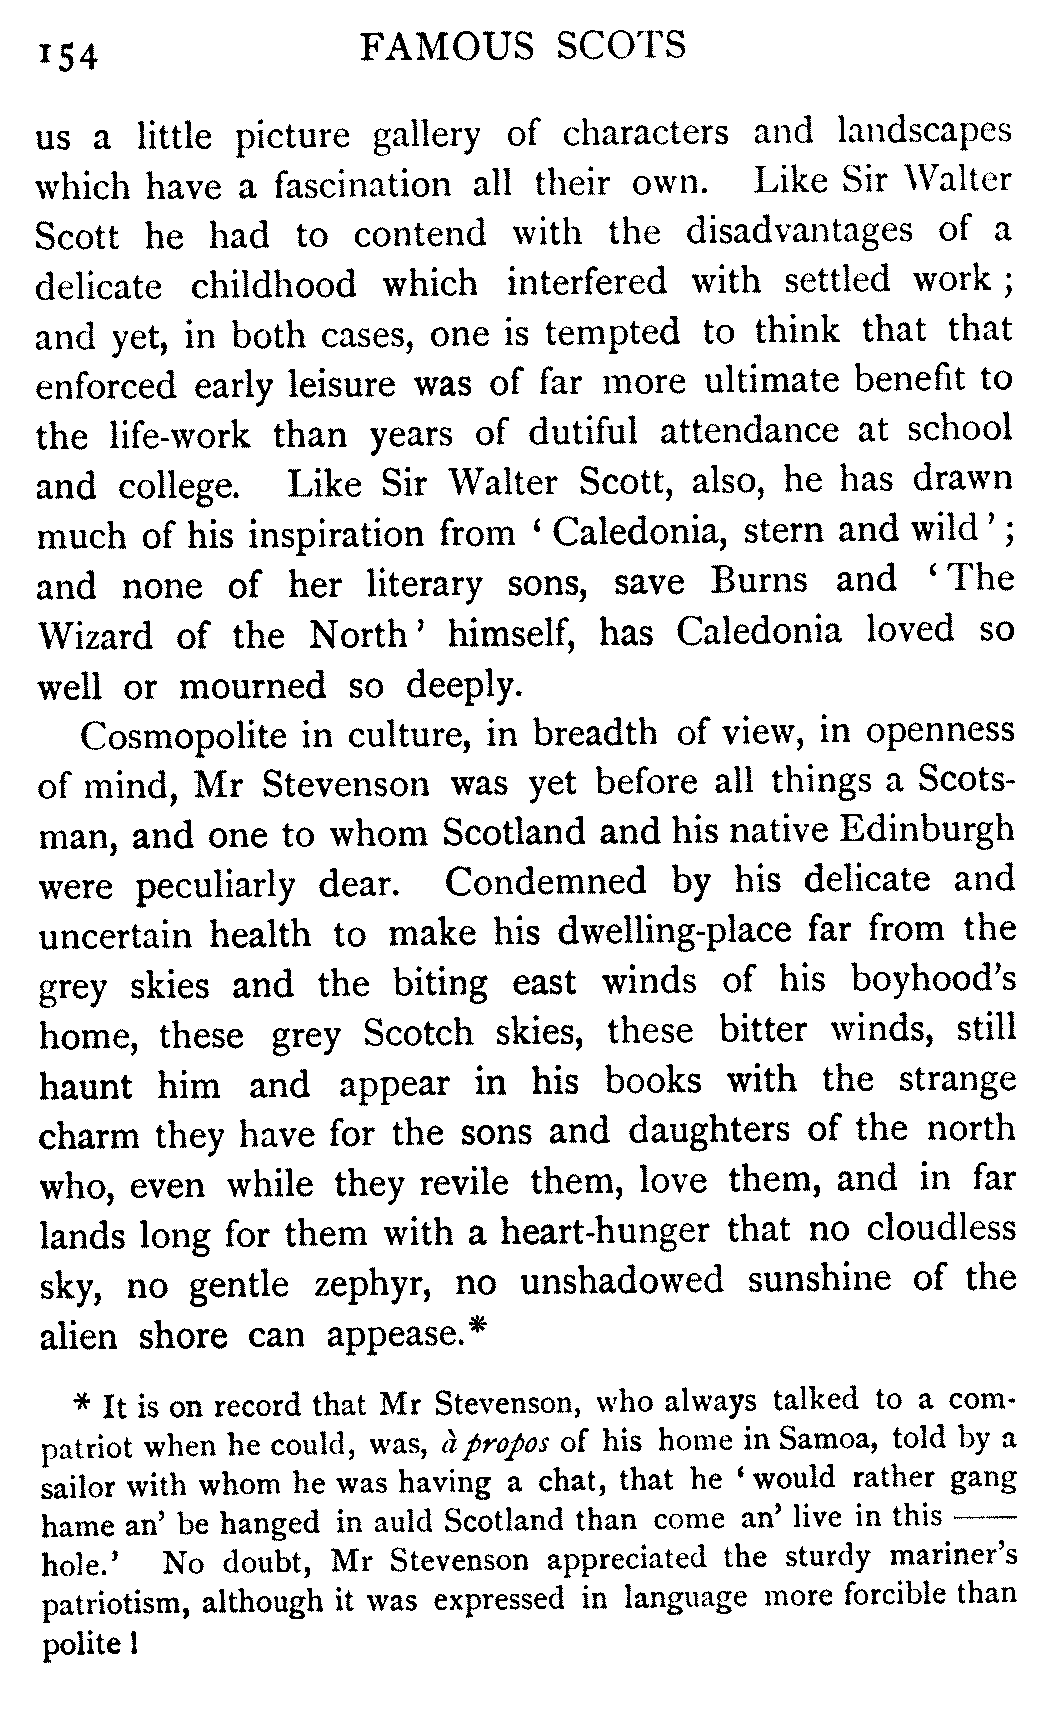 154 FAMOUS SCOTS
us a little picture gallery of characters and landscapes
which have a fascination all their own. Like Sir Walter
Scott he had to contend with the disadvantages of a
delicate childhood which interfered with settled work ;
and yet, in both cases, one is tempted to think that that
enforced early leisure was of far more ultimate benefit to
the life-work than years of dutiful attendance at school
and college. Like Sir Walter Scott, also, he has drawn
much of his inspiration from ‘ Caledonia, stern and wild ’ ;
and none of her literary sons, save Burns and ‘ The
Wizard of the North ’ himself, has Caledonia loved so
well or mourned so deeply.
Cosmopolite in culture, in breadth of view, in openness
of mind, Mr Stevenson was yet before all things a Scots-
man, and one to whom Scotland and his native Edinburgh
were peculiarly dear. Condemned by his delicate and
uncertain health to make his dwelling-place far from the
grey skies and the biting east winds of his boyhood's
home, these grey Scotch skies, these bitter winds, still
haunt him and appear in his books with the strange
charm they have for the sons and daughters of the north
who, even while they revile them, love them, and in far
lands long for them with a heart-hunger that no cloudless
sky, no gentle zephyr, no unshadowed sunshine of the
alien shore can appease.*
* It is on record that Mr Stevenson, who always talked to a com-
patriot when he could, was, à propos of his home in Samoa, told by a
sailor with whom he was having a chat, that he ‘ would rather gang
hame an’ be hanged in auld Scotland than come an’ live in this ——
hole.’ No doubt, Mr Stevenson appreciated the sturdy mariner's
patriotism, although it was expressed in language more forcible than
polite !